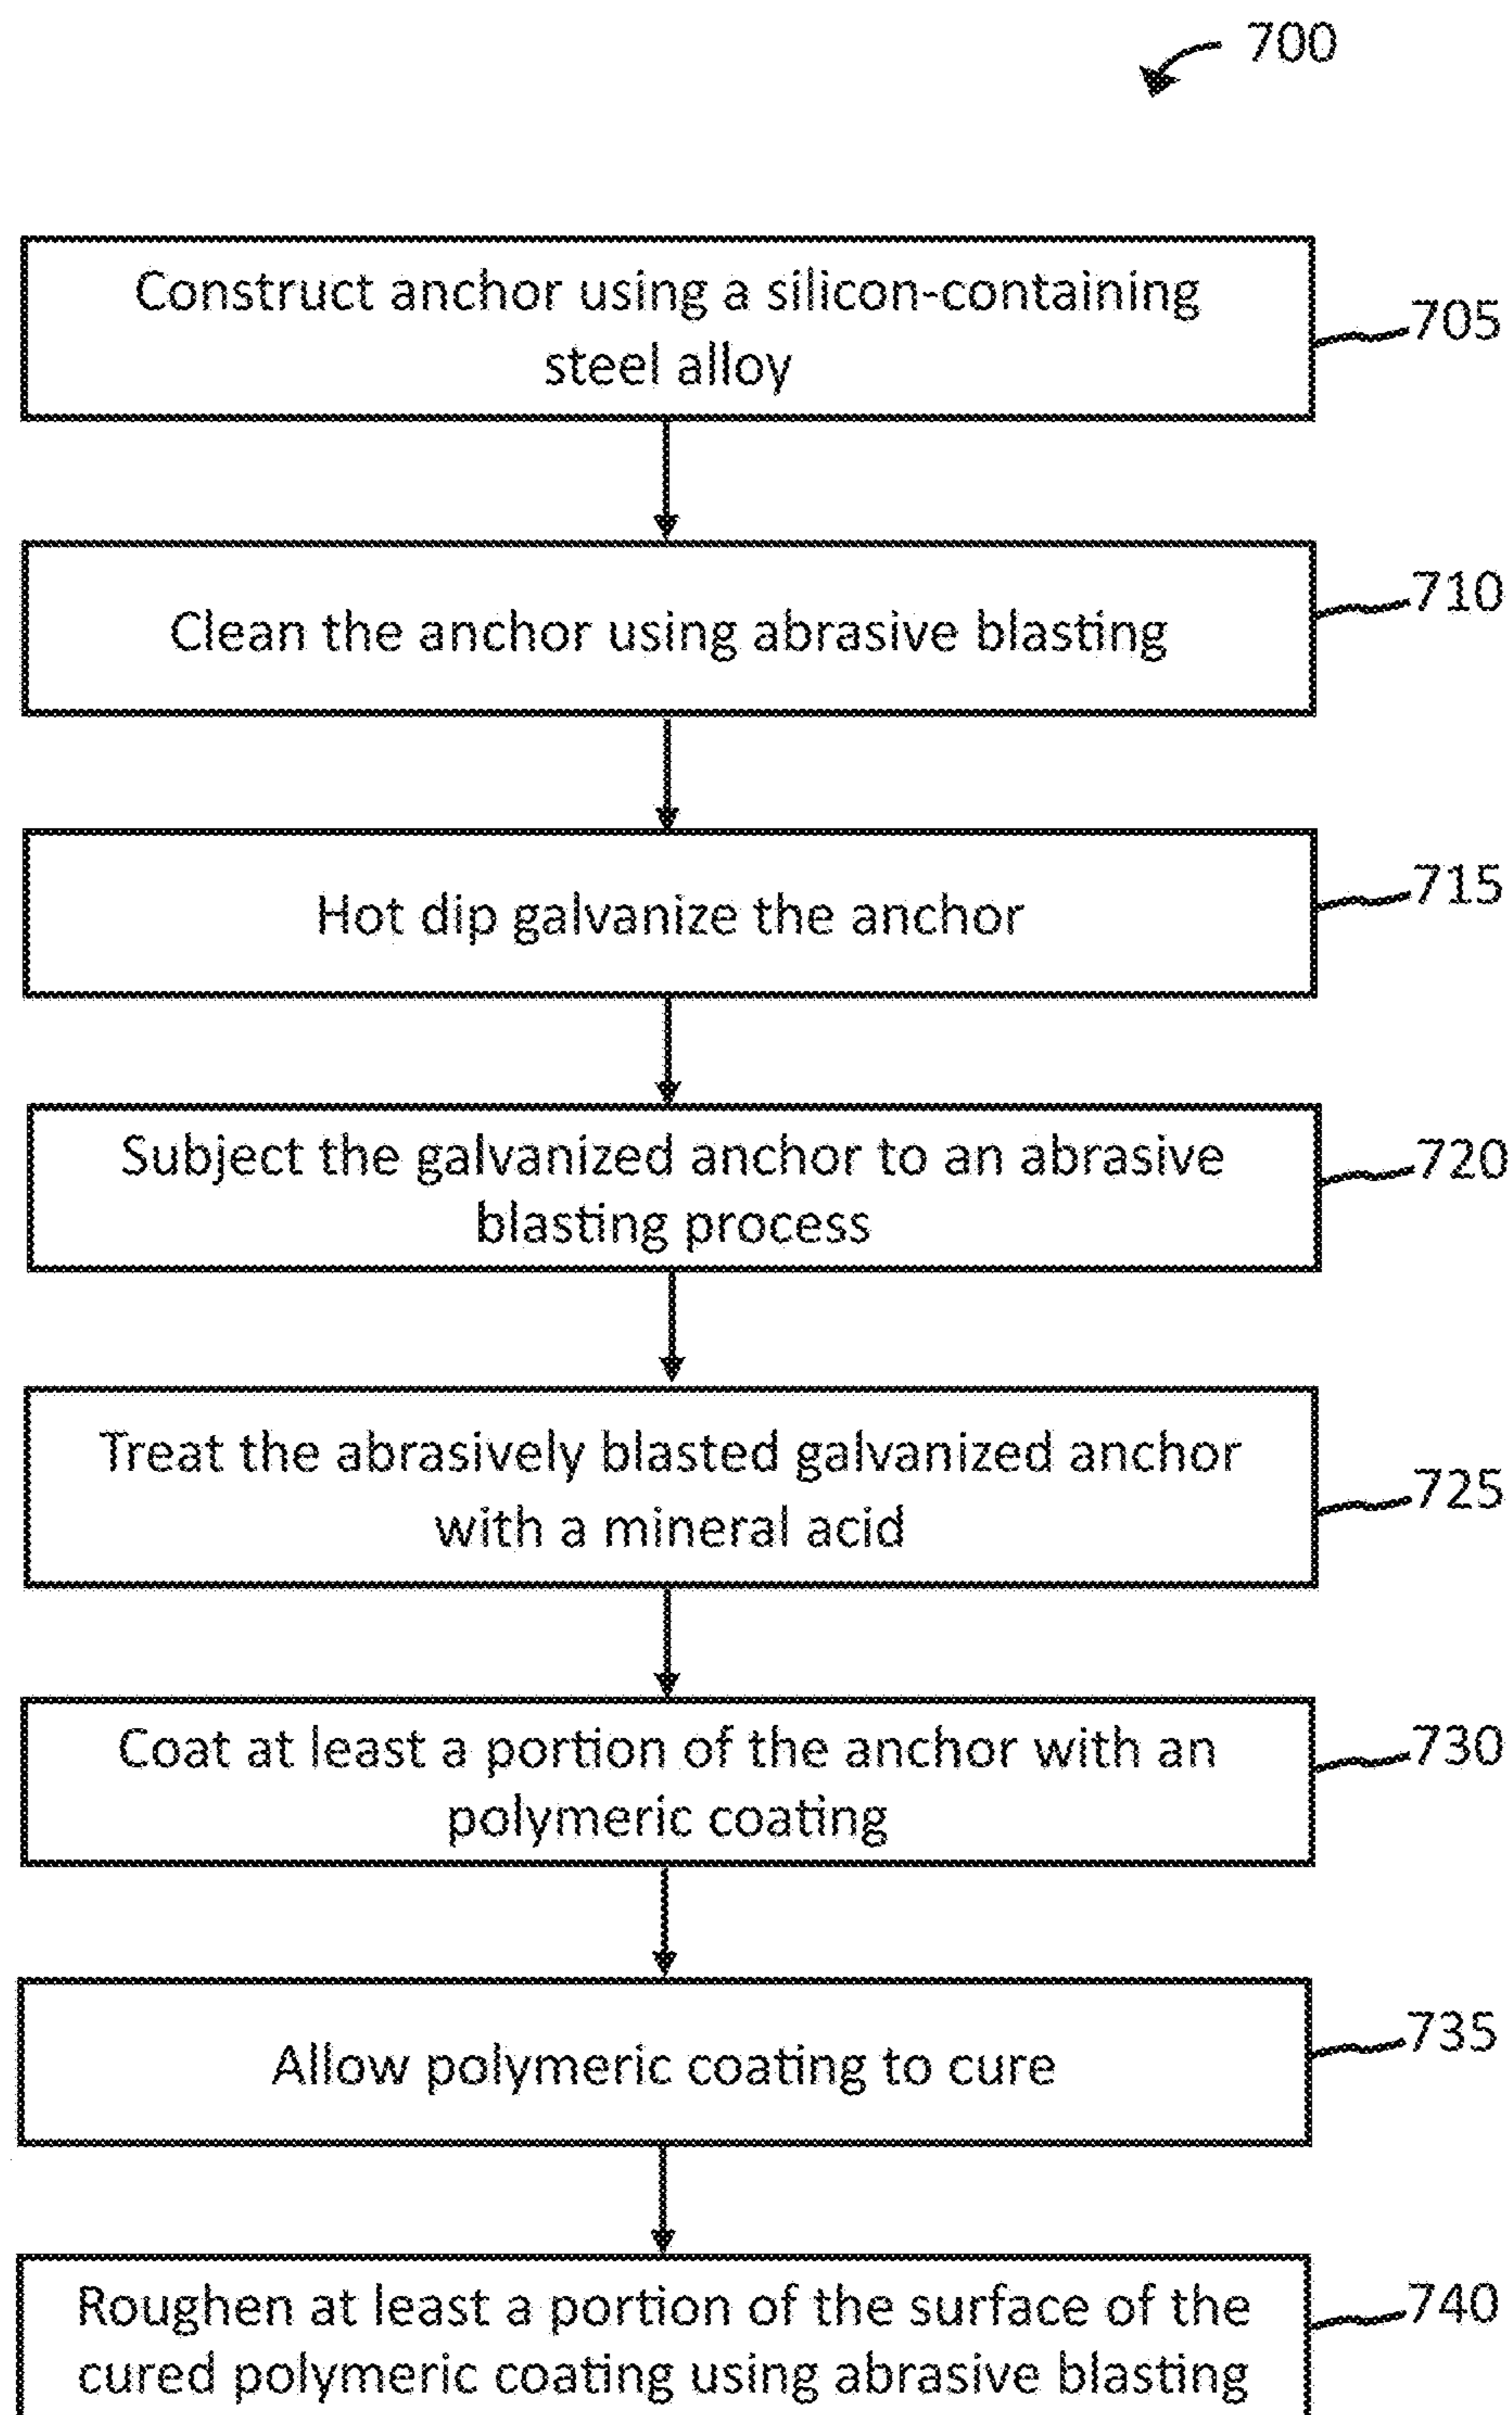 700
Construct anchor using a silicon-containing
steel alloy
705
Clean the anchor using abrasive blasting
710
Hot dip galvanize the anchor
715
Subject the galvanized anchor to an abrasive
blasting process
720
Treat the abrasively blasted galvanized anchor
with a mineral acid
725
Coat at least a portion of the anchor with an
polymeric coating
730
Allow polymeric coating to cure
735
Roughen at least a portion of the surface of the
cured polymeric coating using abrasive blasting
740